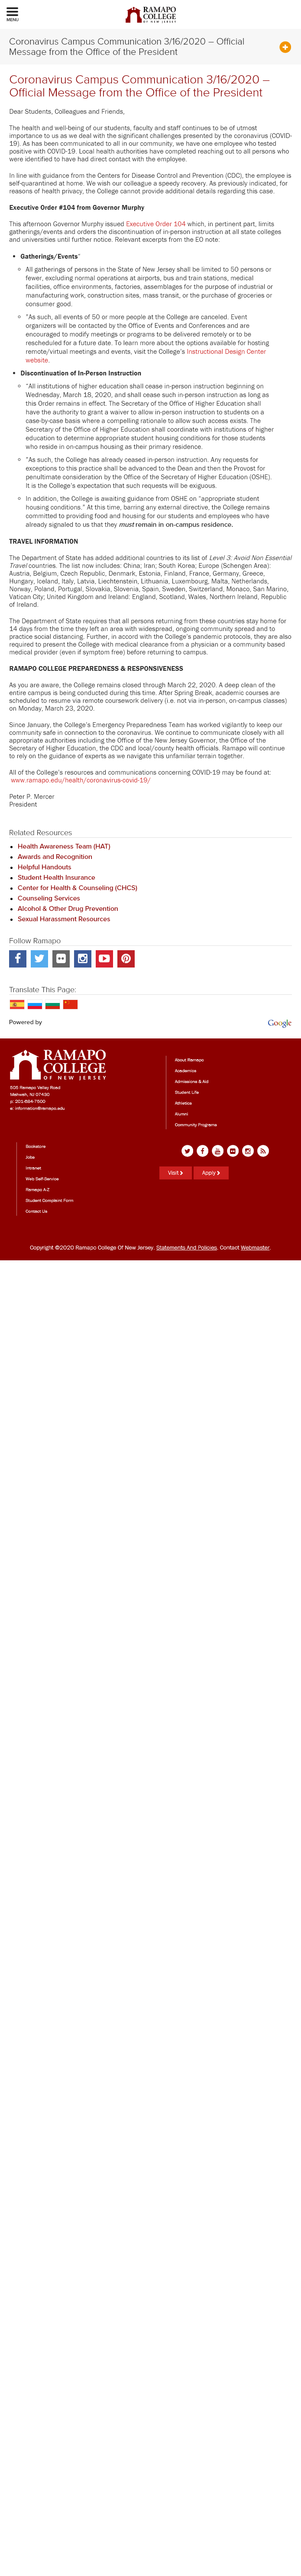 MENU
RAMAPO
COLLEGE
OF NEW JERSEY
Coronavirus Campus Communication 3/16/2020 – Official
Message from the Office of the President
Coronavirus Campus Communication 3/16/2020 –
Official Message from the Office of the President
Dear Students, Colleagues and Friends,
The health and well-being of our students, faculty and staff continues to be of utmost
importance as we address the many challenging aspects presented by the coronavirus (COVID-
19). As has been communicated to all in our community, we have one employee who tested
positive with COVID-19. Local health authorities have completed reaching out to all persons who
were identified to have had close contact with the employee.
In line with guidance from the Centers for Disease Control and Prevention (CDC), the employee is
self-quarantined at home. We wish our colleague a speedy recovery. As previously indicated, for
reasons of health privacy, the College cannot provide additional details regarding this case.
Executive Order #104 from Governor Murphy
This afternoon Governor Murphy issued Executive Order 104 which, in pertinent part, limits
gatherings/events and orders the discontinuation of in-person instruction at all state colleges
and universities until further notice. Relevant excerpts from the EO note:
Gatherings/Events*
All gatherings of persons in the State of New Jersey shall be limited to 50 persons or
fewer, excluding normal operations at airports, bus and train stations, medical
facilities, office environments, factories, assemblages for the purpose of industrial or
manufacturing work, construction sites, mass transit, or the purchase of groceries or
consumer good.
*As such, all events of 50 or more people at the College are canceled. Event
organizers will be contacted by the Office of Events and Conferences and are
encouraged to modify their events or programs to be delivered remotely or to be
rescheduled for a future date. To learn more about the options available for hosting
remote/virtual meetings and events, visit the College's Instructional Design Center
website.
Discontinuation of In-Person Instruction
"All institutions of higher education shall cease in-person instruction beginning on
Wednesday, March 18, 2020, and shall cease such in-person instruction as long as
this Order remains in effect. The Secretary of the Office of Higher Education shall
have the authority to grant a waiver to allow in-person instruction to students on a
case-by-case basis where a compelling rationale to allow such access exists. The
Secretary of the Office of Higher Education shall coordinate with institutions of higher
education to determine appropriate student housing conditions for those students
who reside in on-campus housing as their primary residence."
*As such, the College has already ceased in-person instruction. Any requests for
exceptions to this practice shall be advanced to the Dean and then the Provost for
penultimate consideration by the Office of the Secretary of Higher Education (OSHE).
It is the College's expectation that such requests will be exiguous.
In addition, the College is awaiting guidance from OSHE on "appropriate student
housing conditions." At this time, barring any external guidance directive, the College remains
committed to providing food and housing for our students and employees who have
already signaled to us that they must remain in on-campus residence.
TRAVEL INFORMATION
The Department of State has added additional countries to its list of Level 3: Avoid Non Essential
Travel countries. The list now includes: China; Iran; South Korea; Europe (Schengen Area):
Austria, Belgium, Czech Republic, Denmark, Estonia, Finland, France, Germany, Greece,
Hungary, Iceland, Italy, Latvia, Liechtenstein, Lithuania, Luxembourg, Malta, Netherlands,
Norway, Poland, Portugal, Slovakia, Slovenia, Spain, Sweden, Switzerland, Monaco, San Marino,
Vatican City; United Kingdom and Ireland: England, Scotland, Wales, Northern Ireland, Republic
of Ireland.
The Department of State requires that all persons returning from these countries stay home for
14 days from the time they left an area with widespread or ongoing community spread and to
practice social distancing. Further, in accord with the College's pandemic protocols, they are also
required to present medical clearance from a physician/immediately contact a medical
provider (even if symptom free) before returning to campus.
RAMAPO COLLEGE PREPAREDNESS & RESPONSIVENESS
As you are aware, the College remains closed through March 22, 2020. A deep clean of the
entire campus is being conducted during this time. After Spring Break, academic courses are
scheduled to resume via remote coursework delivery (i.e. not via in-person, on-campus classes)
on Monday, March 23, 2020.
Since January, the College's Emergency Preparedness Team has worked vigilantly to keep our
community safe in connection to the coronavirus. We continue to communicate closely with all
appropriate authorities including the Office of the New Jersey Governor, the Office of the
Secretary of Higher Education, the CDC and local/county health officials. Ramapo will continue
to rely on the guidance of experts as we navigate this unfamiliar terrain together.
All of the College's resources and communications concerning COVID-19 may be found at:
www.ramapo.edu/health/coronavirus-covid-19/
Peter P. Mercer
President
Related Resources
Health Awareness Team (HAT)
Awards and Recognition
Helpful Handouts
Student Health Insurance
Center for Health & Counseling (CHCS)
Counseling Services
Alcohol & Other Drug Prevention
Sexual Harassment Resources
Follow Ramapo
Translate This Page:
Powered by Google
RAMAPO
COLLEGE
OF NEW JERSEY
505 Ramapo Valley Road
Mahwah, NJ 07430
p: 201-684-7500
e: information@ramapo.edu
About Ramapo
Academics
Admissions & Aid
Student Life
Athletics
Alumni
Community Programs
Bookstore
Jobs
Intranet
Web Self-Service
Ramapo A-Z
Student Complaint Form
Contact Us
Visit
Apply
Copyright ©2020 Ramapo College Of New Jersey. Statements And Policies. Contact Webmaster.